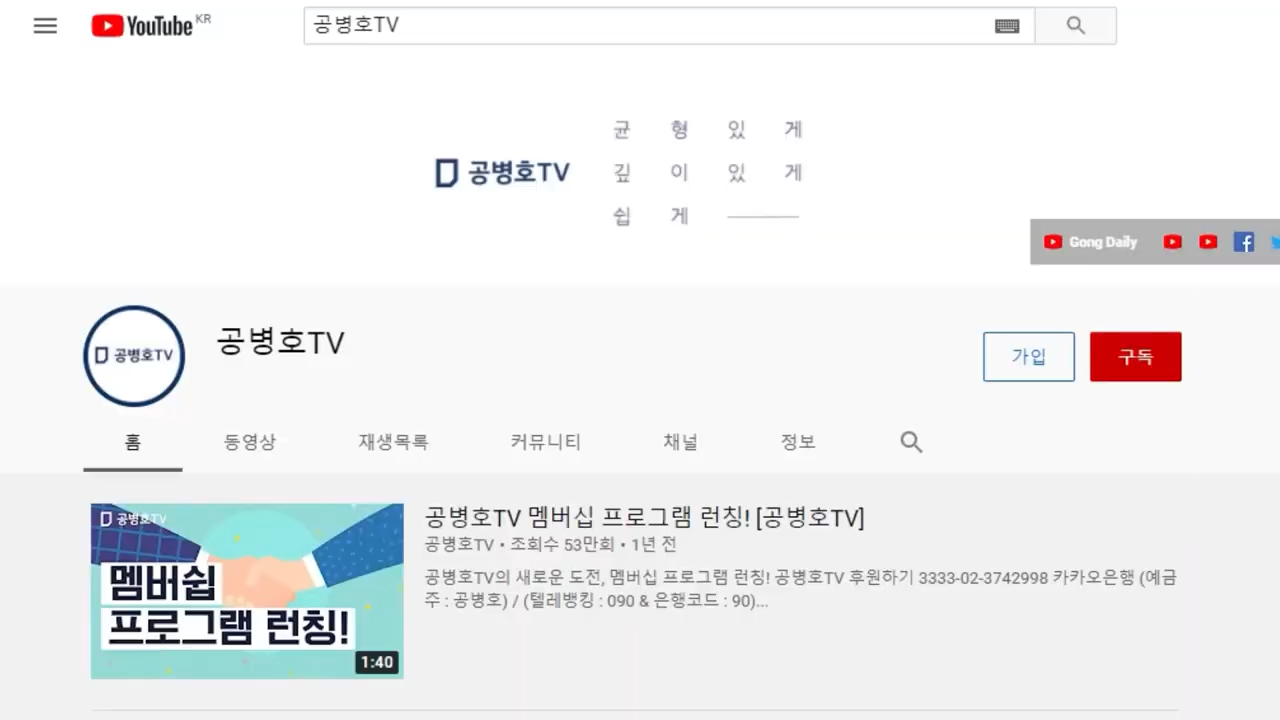 YouTube KR
공병호TV
균형있게
공병호TV 깊이있게
쉽게
Gong Daily
공병호TV
공병호TV
가입
구독
홈
동영상
재생목록
커뮤니티
채널
정보
공병호TV
멤버쉽
프로그램 런칭!
1:40
공병호TV 멤버십 프로그램 런칭! [공병호TV]
공병호TV • 조회수 53만회 • 1년 전
공병호TV의 새로운 도전, 멤버십 프로그램 런칭! 공병호TV 후원하기 3333-02-3742998 카카오은행 (예금
주 : 공병호) / (텔레뱅킹 : 090 & 은행코드 : 90)...